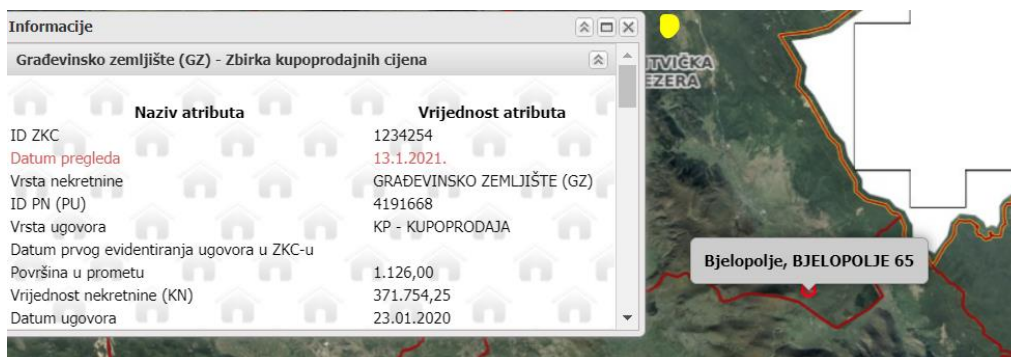 Informacije
Građevinsko zemljište (GZ) - Zbirka kupoprodajnih cijena
Naziv atributa Vrijednost atributa
ID ZKC 1234254
Datum pregleda 13.1.2021.
Vrsta nekretnine GRAĐEVINSKO ZEMLJIŠTE (GZ)
ID PN (PU) 4191668
Vrsta ugovora KP - KUPOPRODAJA
Datum prvog evidentiranja ugovora u ZKC-u
Površina u prometu 1.126,00
Vrijednost nekretnine (KN) 371.754,25
Datum ugovora 23.01.2020
TVIČKA
EZERA
Bjelopolje, BJELOPOLJE 65